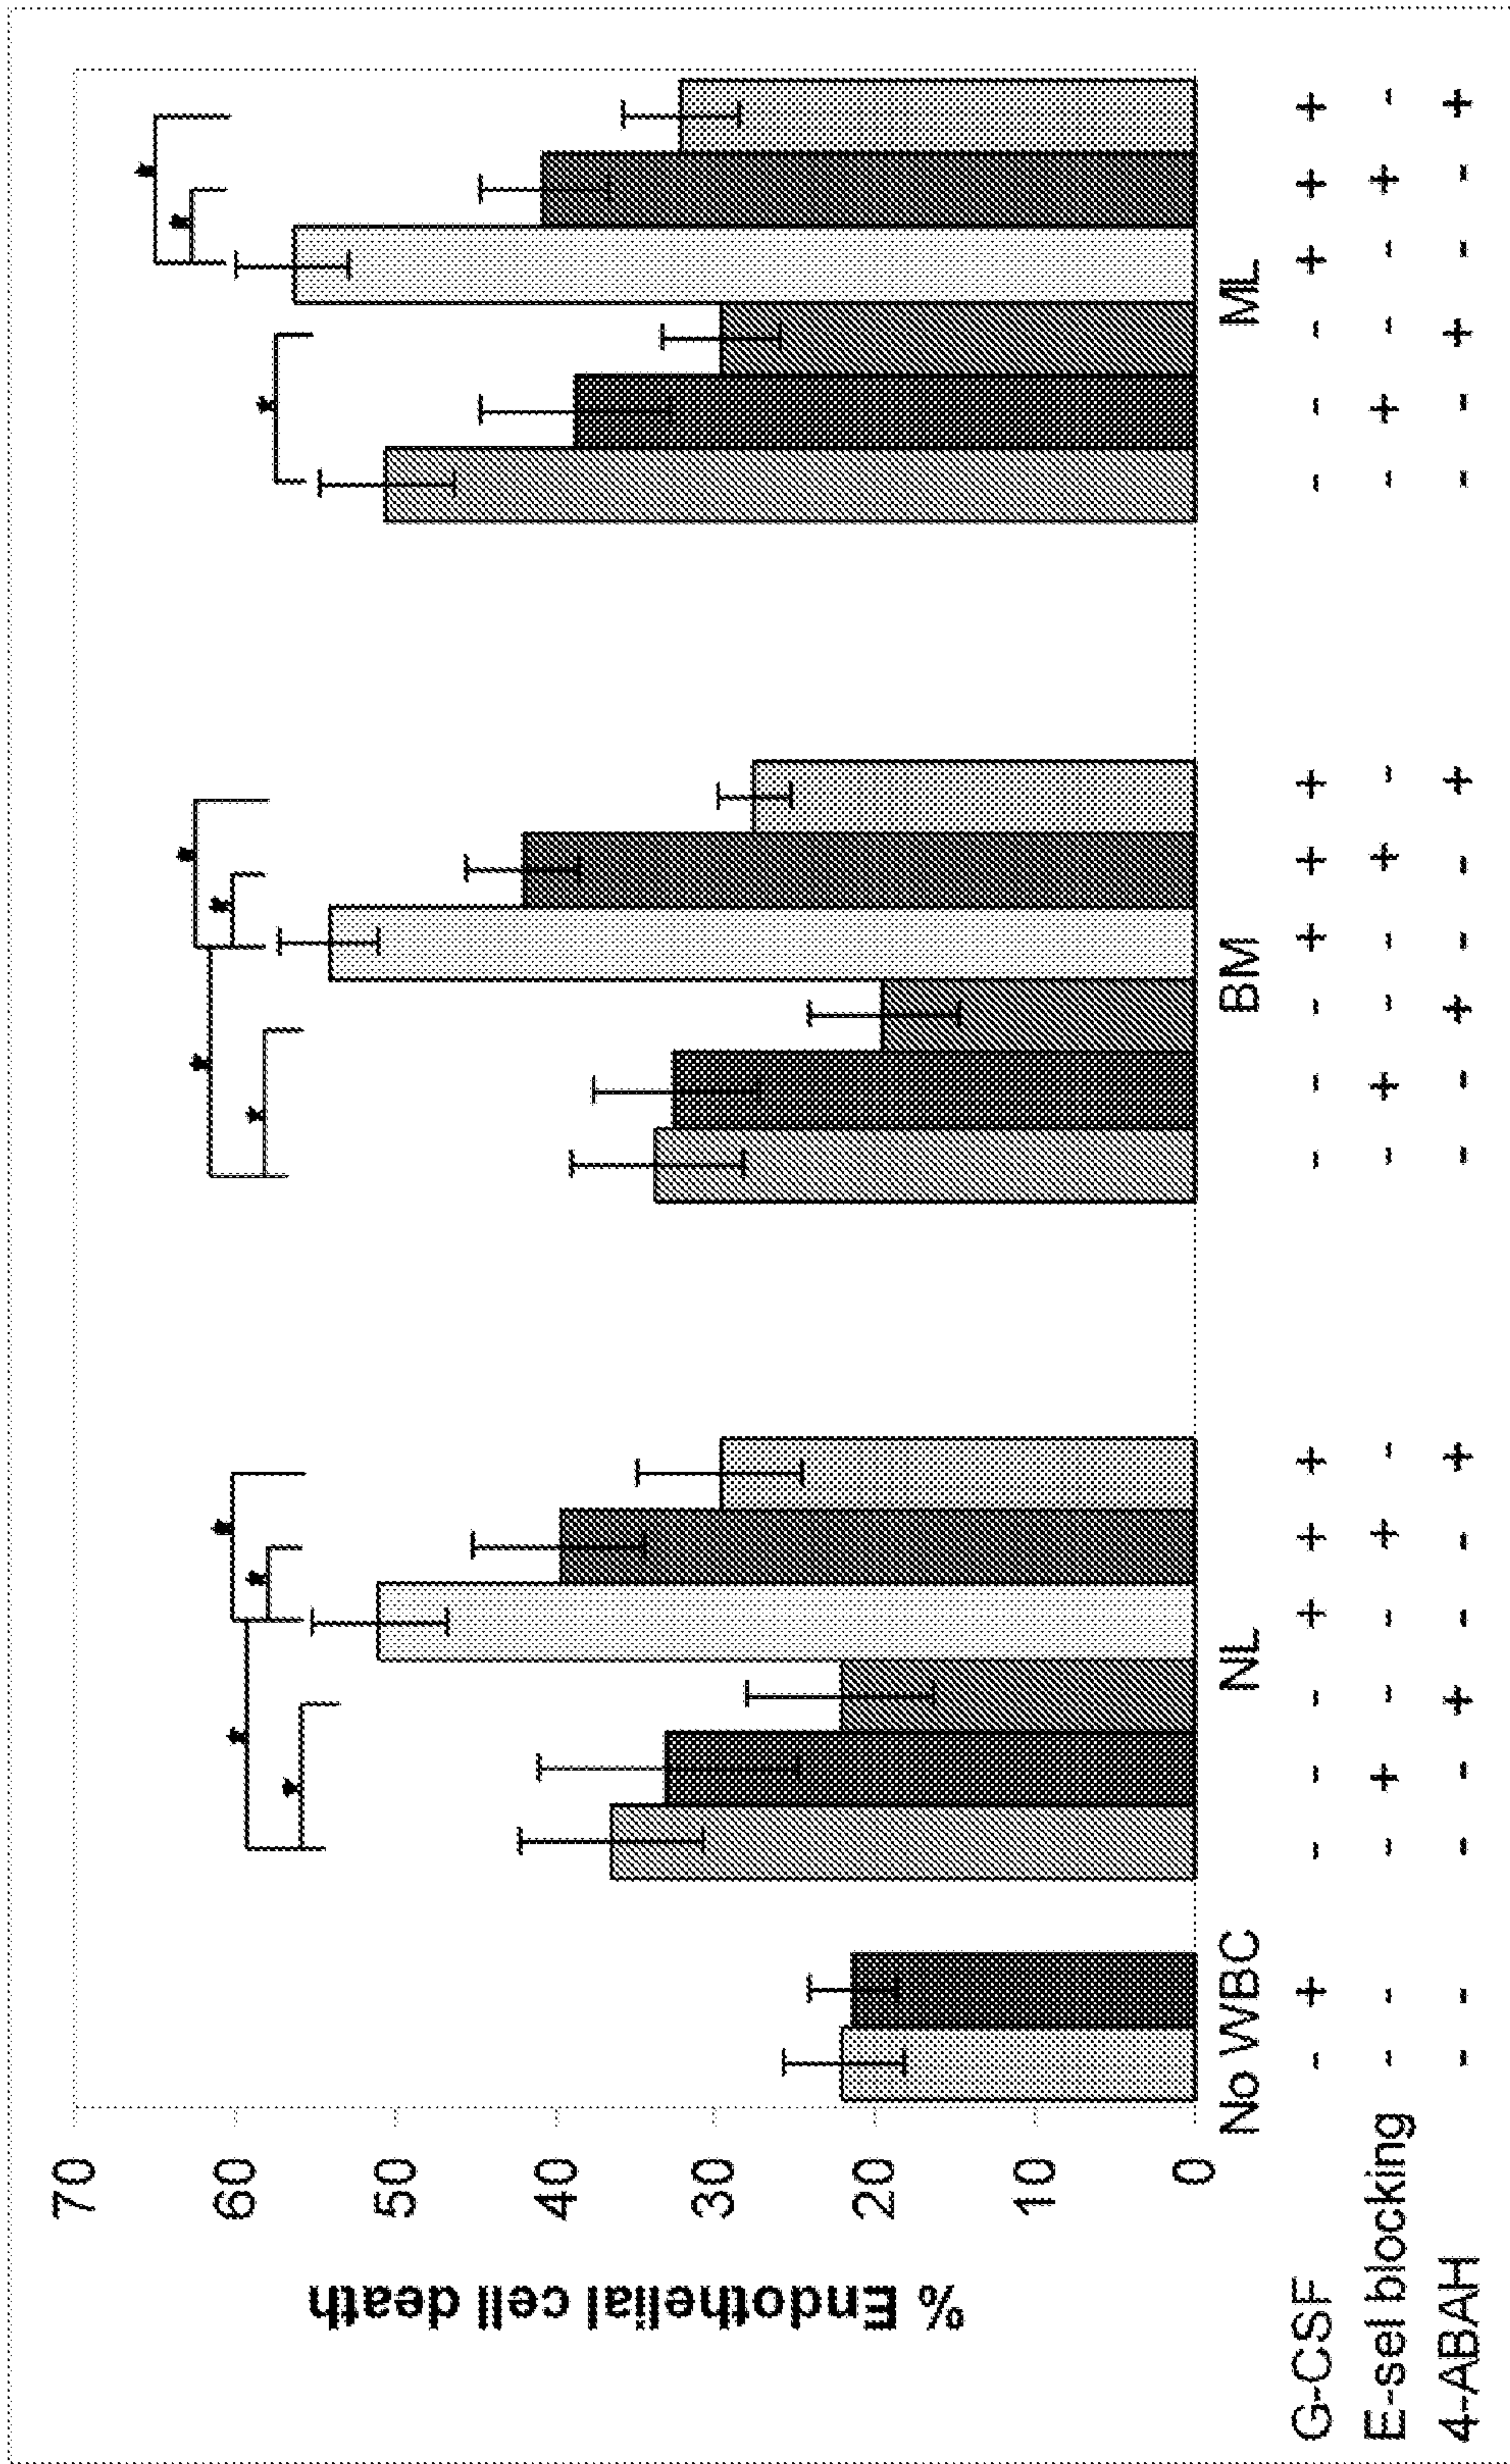 % Endothelial cell death
70
60
50
40
30
20
10
0
* * * *
* * * *
* * *
No WBC NL BM ML
G-CSF - + - - - + + + - - - + + + - - - + + +
E-sel blocking - - - + - - + - - + - - + - - + - - + -
4-ABAH - - - - + - - + - - + - - + - - + - - +